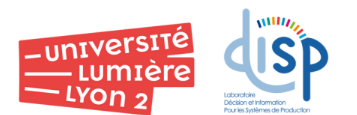 UNIVERSITÉ
LUMIÈRE
LYON 2
disp
Laboratoire
Décision et Information
Pour les Systèmes de Production